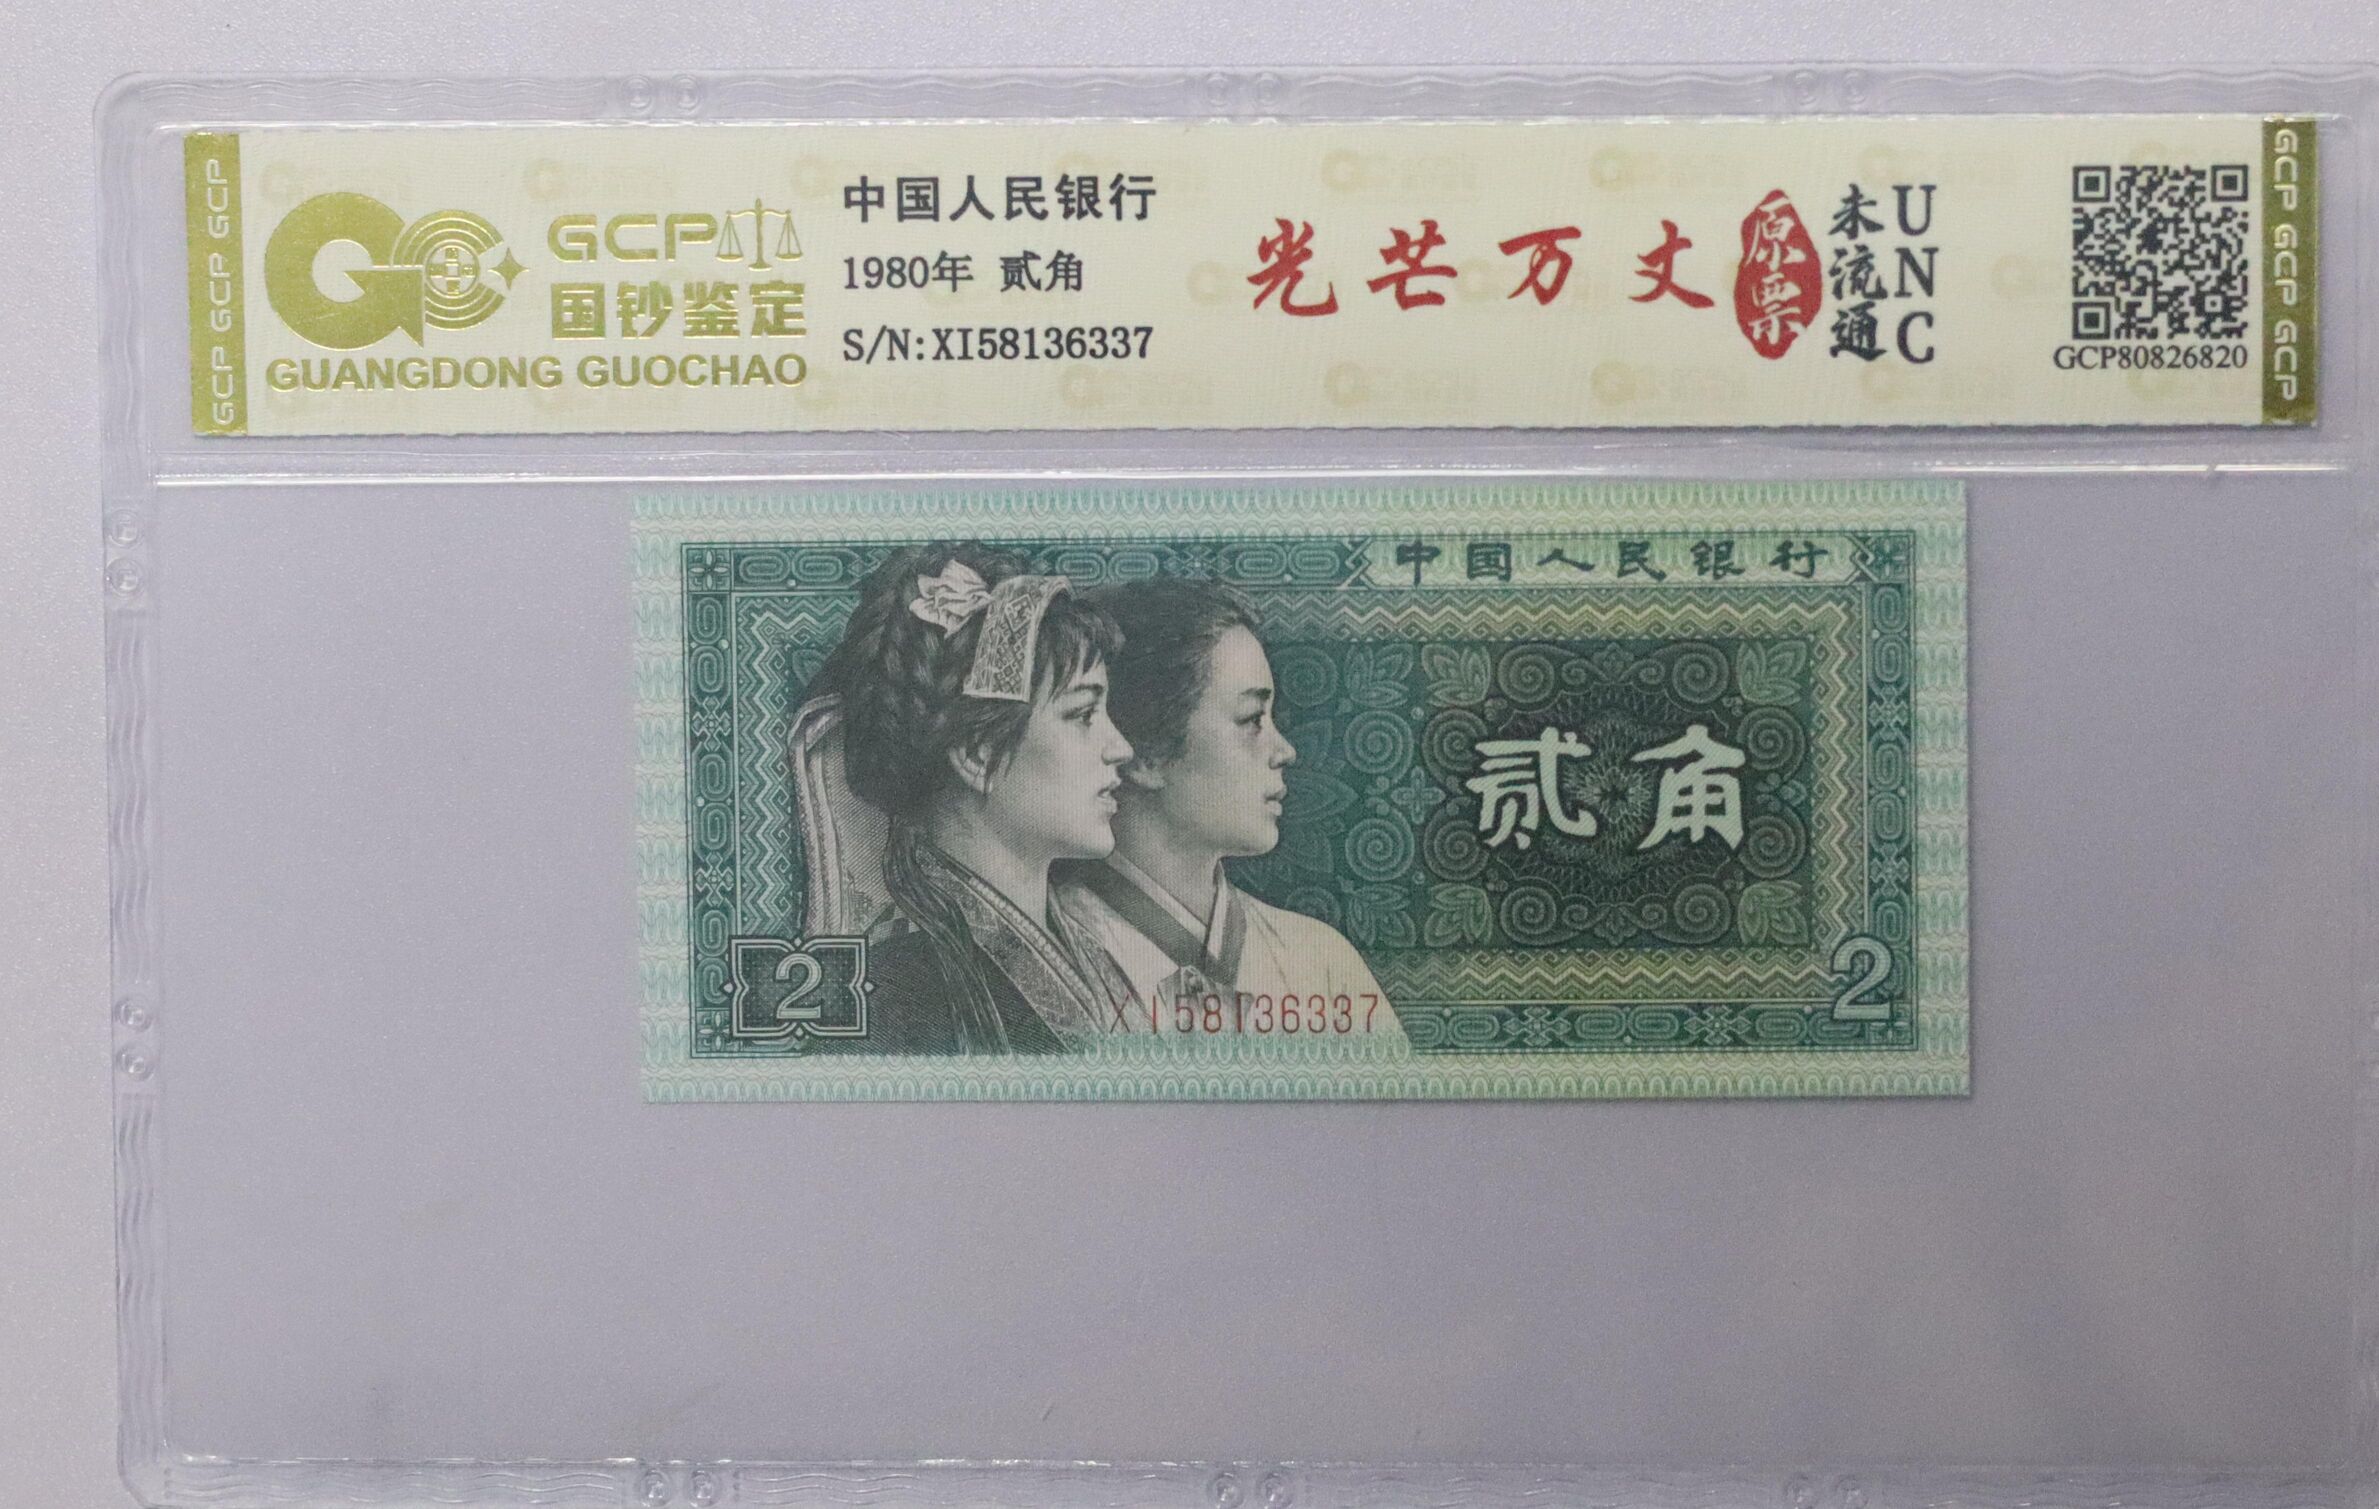 GCP GCP GCP
GCP
国钞鉴定
GUANGDONG GUOCHAO
中国人民银行
1980年 贰角
S/N:XI58136337
光芒万丈
原票
未流通
UNC
GCP80826820
GCP GCP GCP
中国人民银行
贰角
2
XI58136337
2